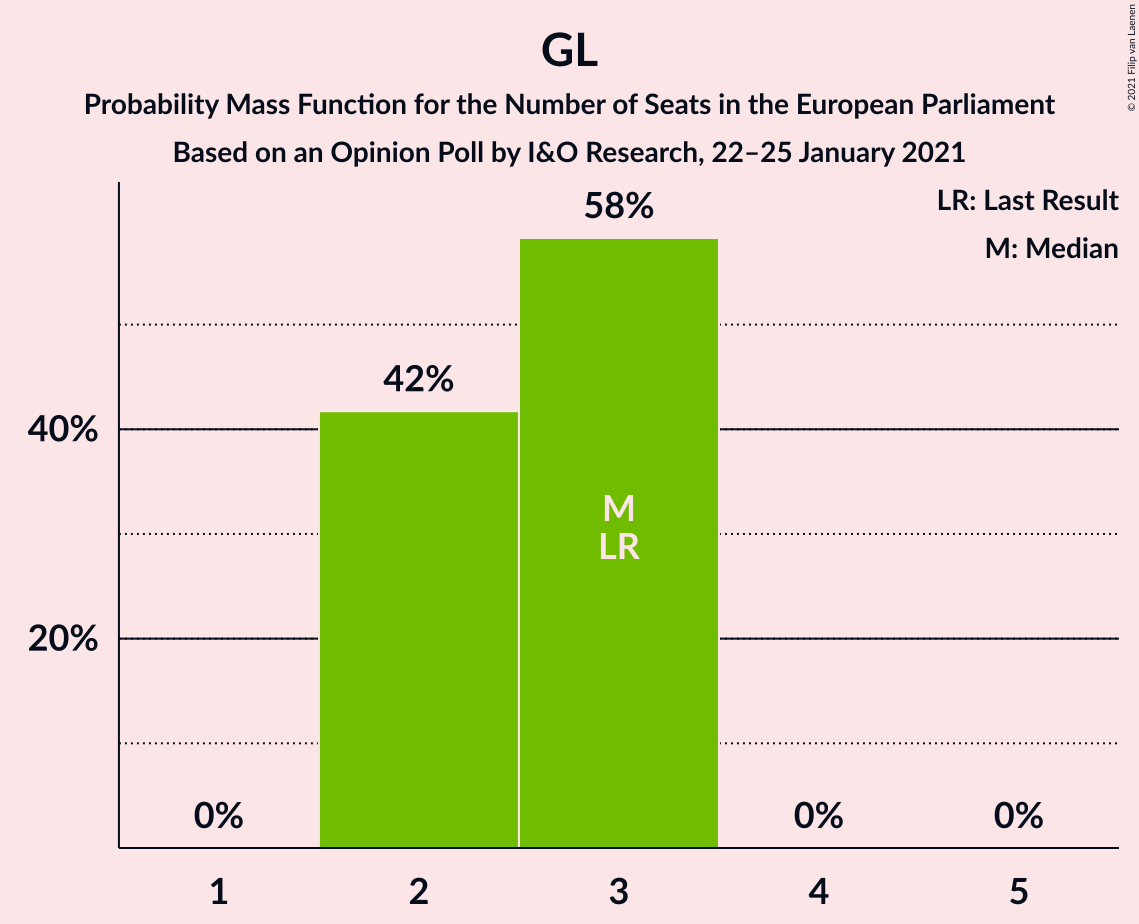 GL
Probability Mass Function for the Number of Seats in the European Parliament
Based on an Opinion Poll by I&O Research, 22–25 January 2021
© 2021 Filip van Laenen
LR: Last Result
M: Median
58%
42%
40%
M
LR
20%
0%
0%
0%
1
2
3
4
5